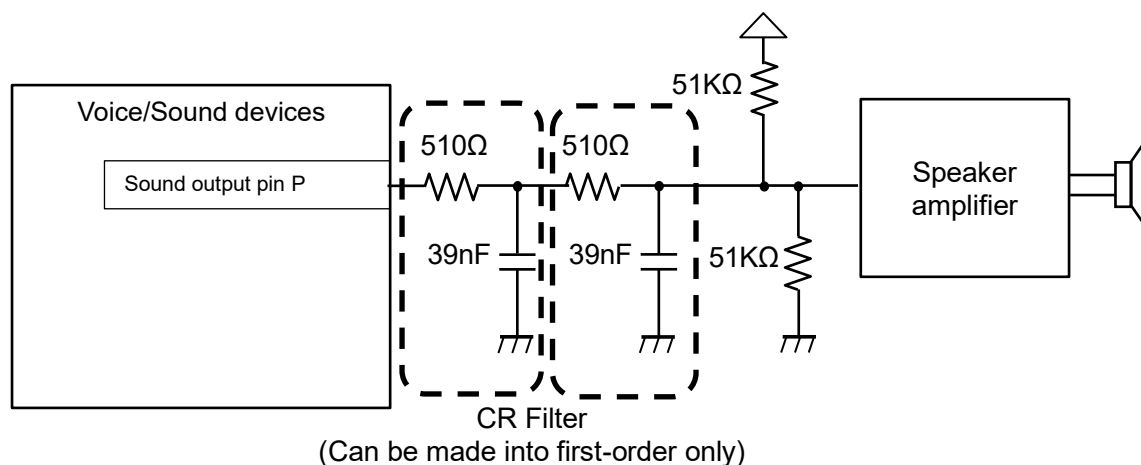 Voice/Sound devices
Sound output pin P
510Ω
510Ω
39nF
39nF
51KΩ
51KΩ
Speaker
amplifier
CR Filter
(Can be made into first-order only)